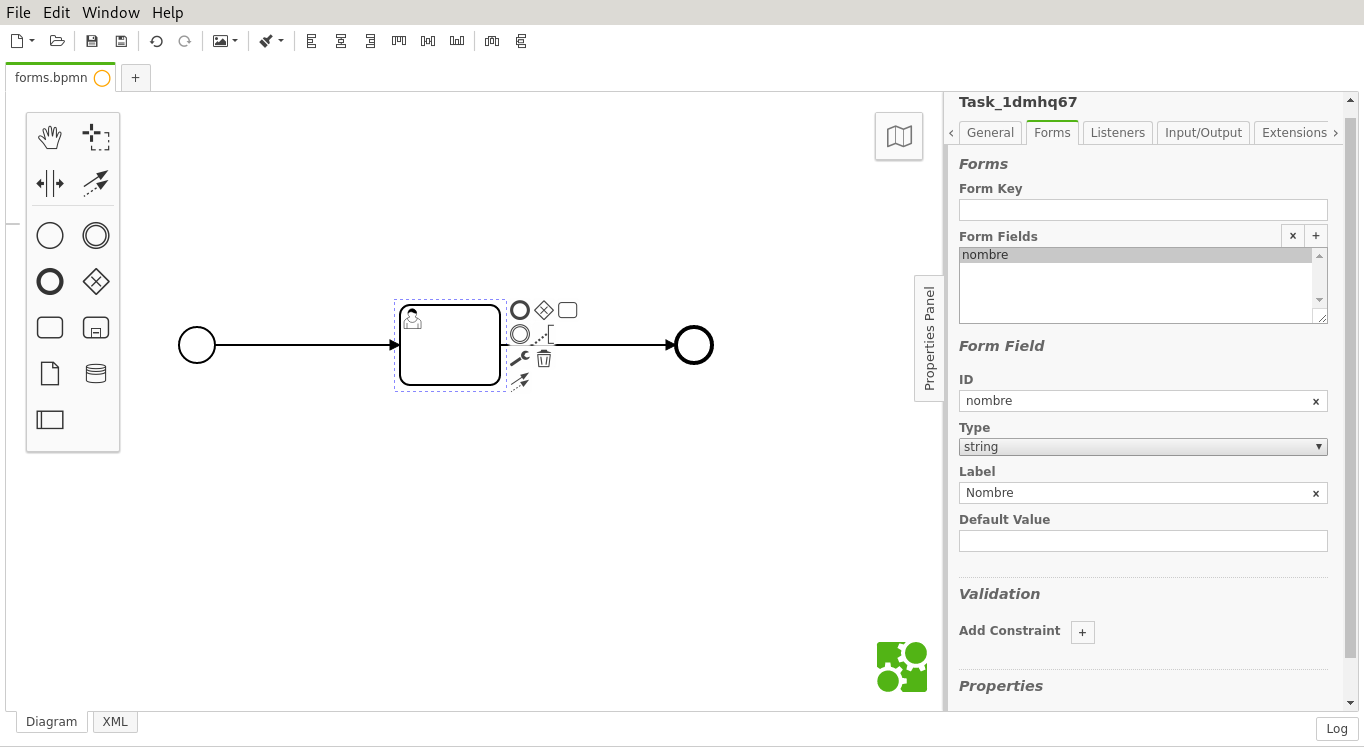 File Edit Window Help
forms.bpmn +
Task_1dmhq67
General Forms Listeners Input/Output Extensions
Forms
Form Key
Form Fields × +
nombre
Properties Panel
Form Field
ID
nombre ×
Type
string
Label
Nombre ×
Default Value
Validation
Add Constraint +
Properties
Diagram XML
Log